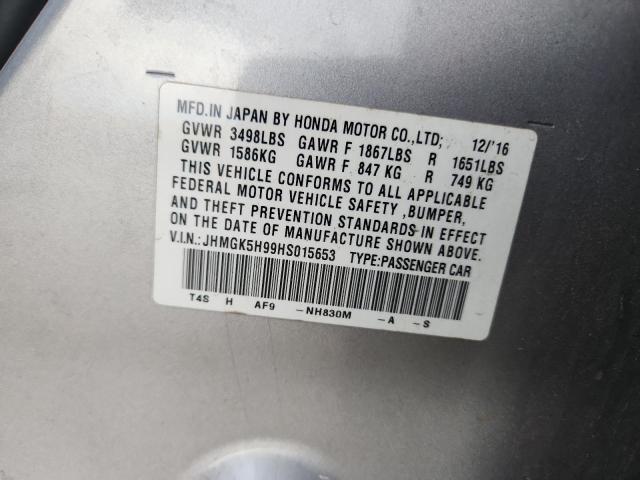 MFD.IN JAPAN BY HONDA MOTOR CO.,LTD; 12/'16
GVWR 3498LBS GAWR F 1867LBS R 1651LBS
GVWR 1586KG GAWR F 847 KG R 749 KG
THIS VEHICLE CONFORMS TO ALL APPLICABLE
FEDERAL MOTOR VEHICLE SAFETY ,BUMPER,
AND THEFT PREVENTION STANDARDS IN EFFECT
ON THE DATE OF MANUFACTURE SHOWN ABOVE.
V.I.N.: JHMGK5H99HS015653 TYPE:PASSENGER CAR
T4S H AF9 -NH830M -A -S